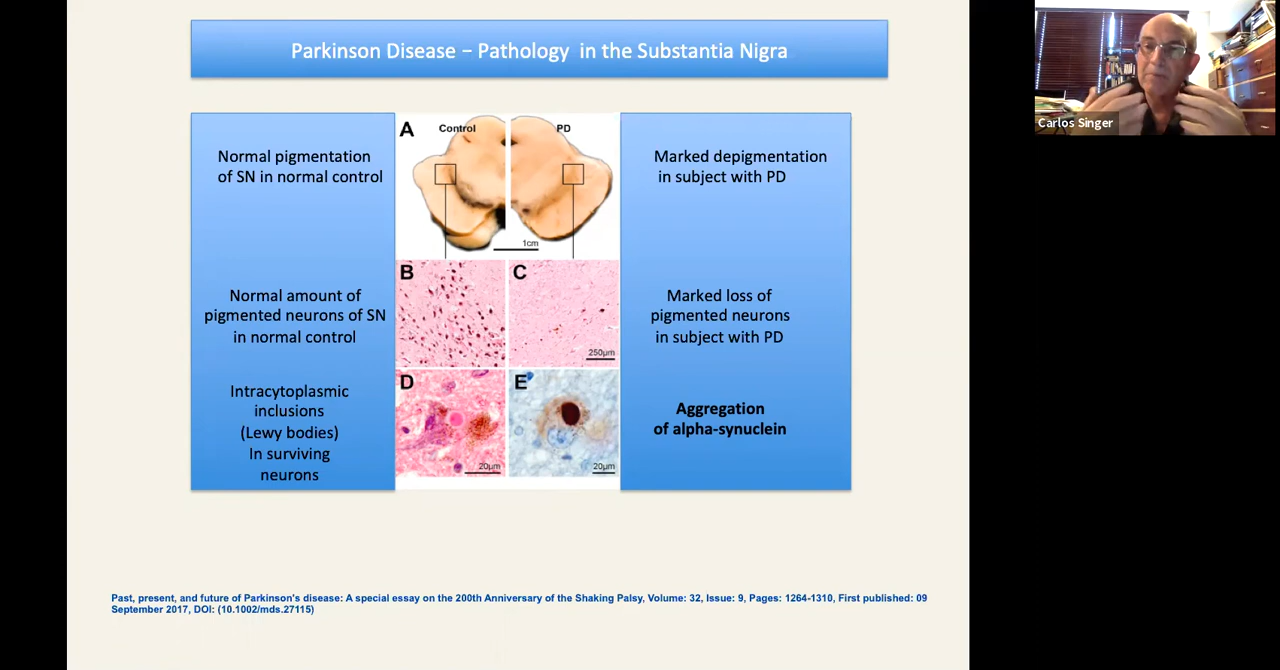 Parkinson Disease – Pathology in the Substantia Nigra
Carlos Singer
Normal pigmentation
of SN in normal control
A
Control
PD
1cm
Marked depigmentation
in subject with PD
Normal amount of
pigmented neurons of SN
in normal control
B
C
250µm
Marked loss of
pigmented neurons
in subject with PD
Intracytoplasmic
inclusions
(Lewy bodies)
In surviving
neurons
D
20µm
E
20µm
Aggregation
of alpha-synuclein
Past, present, and future of Parkinson's disease: A special essay on the 200th Anniversary of the Shaking Palsy, Volume: 32, Issue: 9, Pages: 1264-1310, First published: 09
September 2017, DOI: (10.1002/mds.27115)